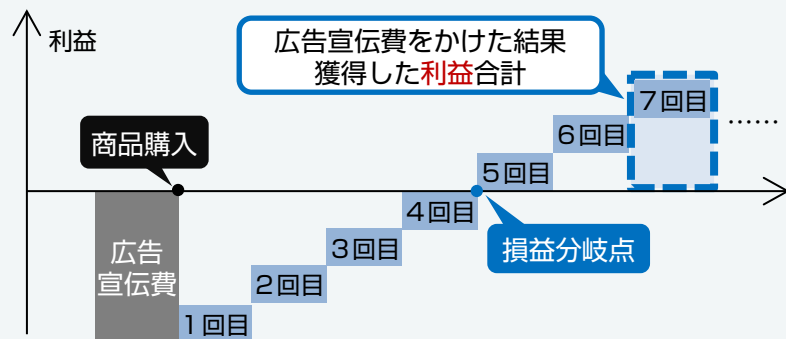 利益
広告宣伝費をかけた結果
獲得した利益合計
商品購入
広告
宣伝費
1回目
2回目
3回目
4回目
5回目
6回目
7回目
……
損益分岐点